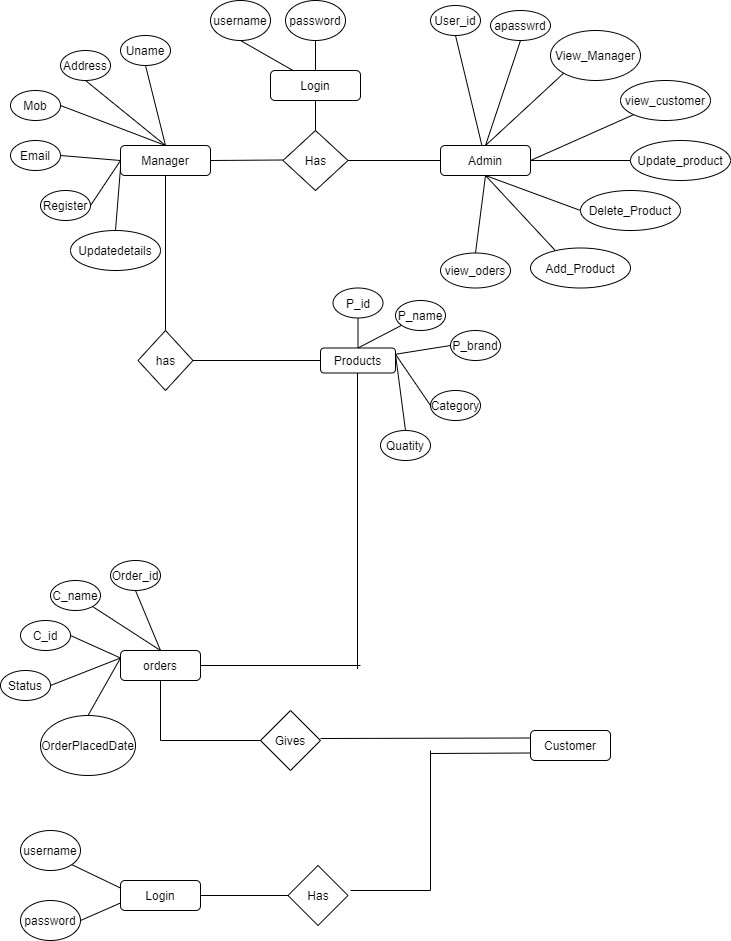 username
password
User_id
apasswrd
Uname
Address
View_Manager
Login
Mob
view_customer
Email
Manager
Has
Admin
Update_product
Register
Delete_Product
Updatedetails
view_oders
Add_Product
P_id
P_name
P_brand
has
Products
Category
Quatity
Order_id
C_name
C_id
orders
Status
OrderPlacedDate
Gives
Customer
username
Login
Has
password